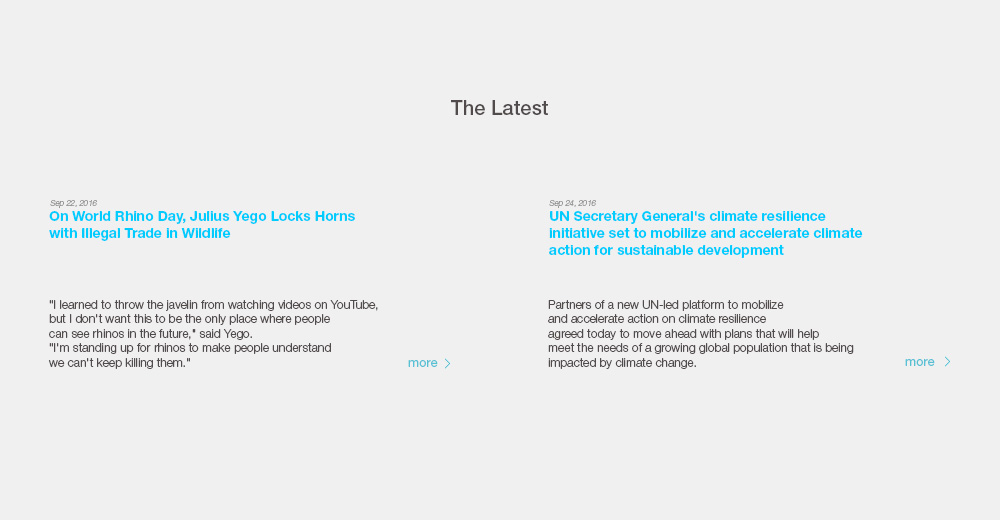 The Latest
Sep 22, 2016
On World Rhino Day, Julius Yego Locks Horns
with Illegal Trade in Wildlife
"I learned to throw the javelin from watching videos on YouTube,
but I don't want this to be the only place where people
can see rhinos in the future," said Yego.
"I'm standing up for rhinos to make people understand
we can't keep killing them."
more
Sep 24, 2016
UN Secretary General's climate resilience
initiative set to mobilize and accelerate climate
action for sustainable development
Partners of a new UN-led platform to mobilize
and accelerate action on climate resilience
agreed today to move ahead with plans that will help
meet the needs of a growing global population that is being
impacted by climate change.
more